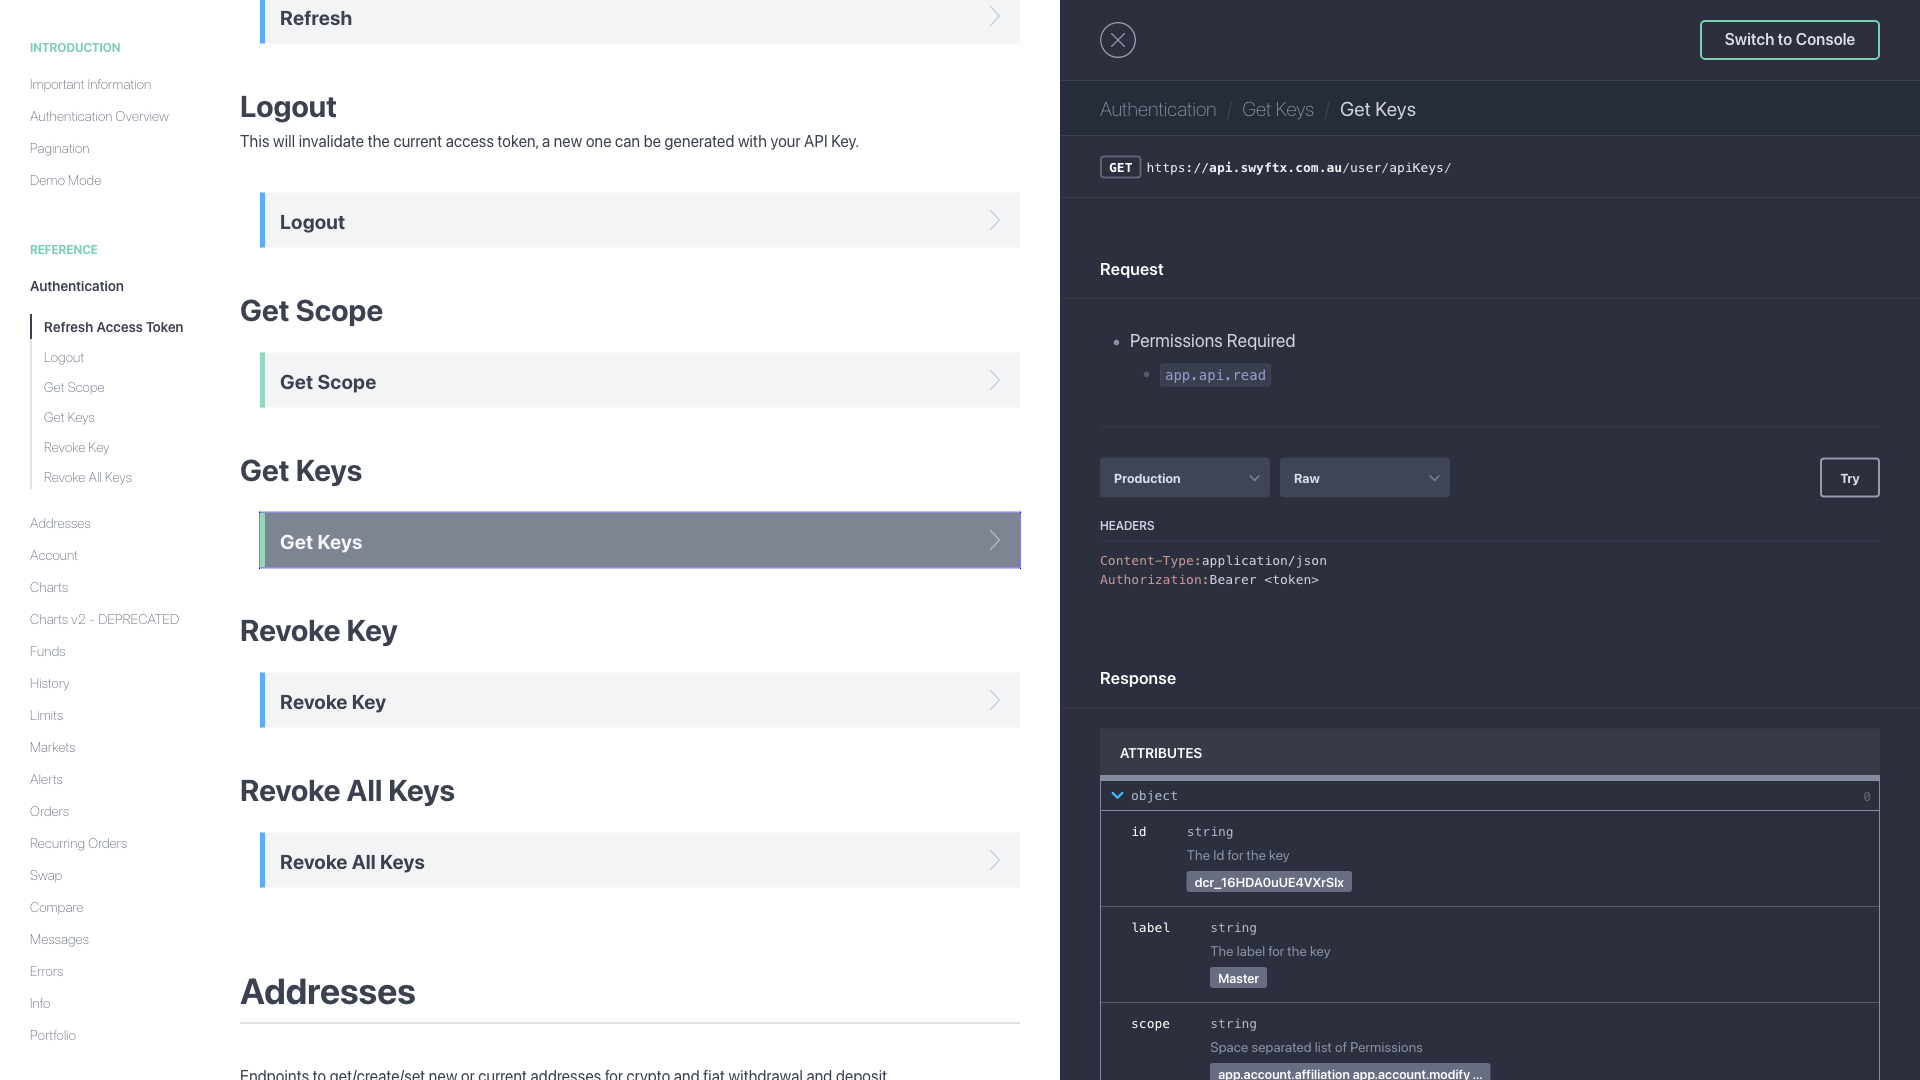 INTRODUCTION
Important Information
Authentication Overview
Pagination
Demo Mode
REFERENCE
Authentication
Refresh Access Token
Logout
Get Scope
Get Keys
Revoke Key
Revoke All Keys
Addresses
Account
Charts
Charts v2 - DEPRECATED
Funds
History
Limits
Markets
Alerts
Orders
Recurring Orders
Swap
Compare
Messages
Errors
Info
Portfolio
Refresh
Logout
This will invalidate the current access token, a new one can be generated with your API Key.
Logout
Get Scope
Get Scope
Get Keys
Get Keys
Revoke Key
Revoke Key
Revoke All Keys
Revoke All Keys
Addresses
Endpoints to get/create/set new or current addresses for crypto and fiat withdrawal and deposit
Switch to Console
Authentication / Get Keys / Get Keys
GET https://api.swyftx.com.au/user/apiKeys/
Request
Permissions Required
app.api.read
Production Raw Try
HEADERS
Content-Type:application/json
Authorization:Bearer <token>
Response
ATTRIBUTES
object 0
id string
The Id for the key
dcr_16HDA0uUE4VXrSlx
label string
The label for the key
Master
scope string
Space separated list of Permissions
app.account.affiliation app.account.modify ...